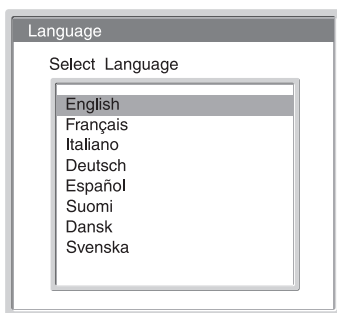 Language
Select Language
English
Français
Italiano
Deutsch
Español
Suomi
Dansk
Svenska